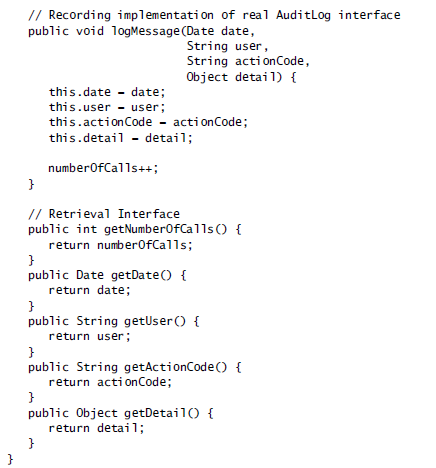 // Recording implementation of real AuditLog interface
public void logMessage(Date date,
String user,
String actionCode,
Object detail) {
this.date = date;
this.user = user;
this.actionCode = actionCode;
this.detail = detail;
numberOfCalls++;
}
// Retrieval Interface
public int getNumberOfCalls() {
return numberOfCalls;
}
public Date getDate() {
return date;
}
public String getUser() {
return user;
}
public String getActionCode() {
return actionCode;
}
public Object getDetail() {
return detail;
}
}